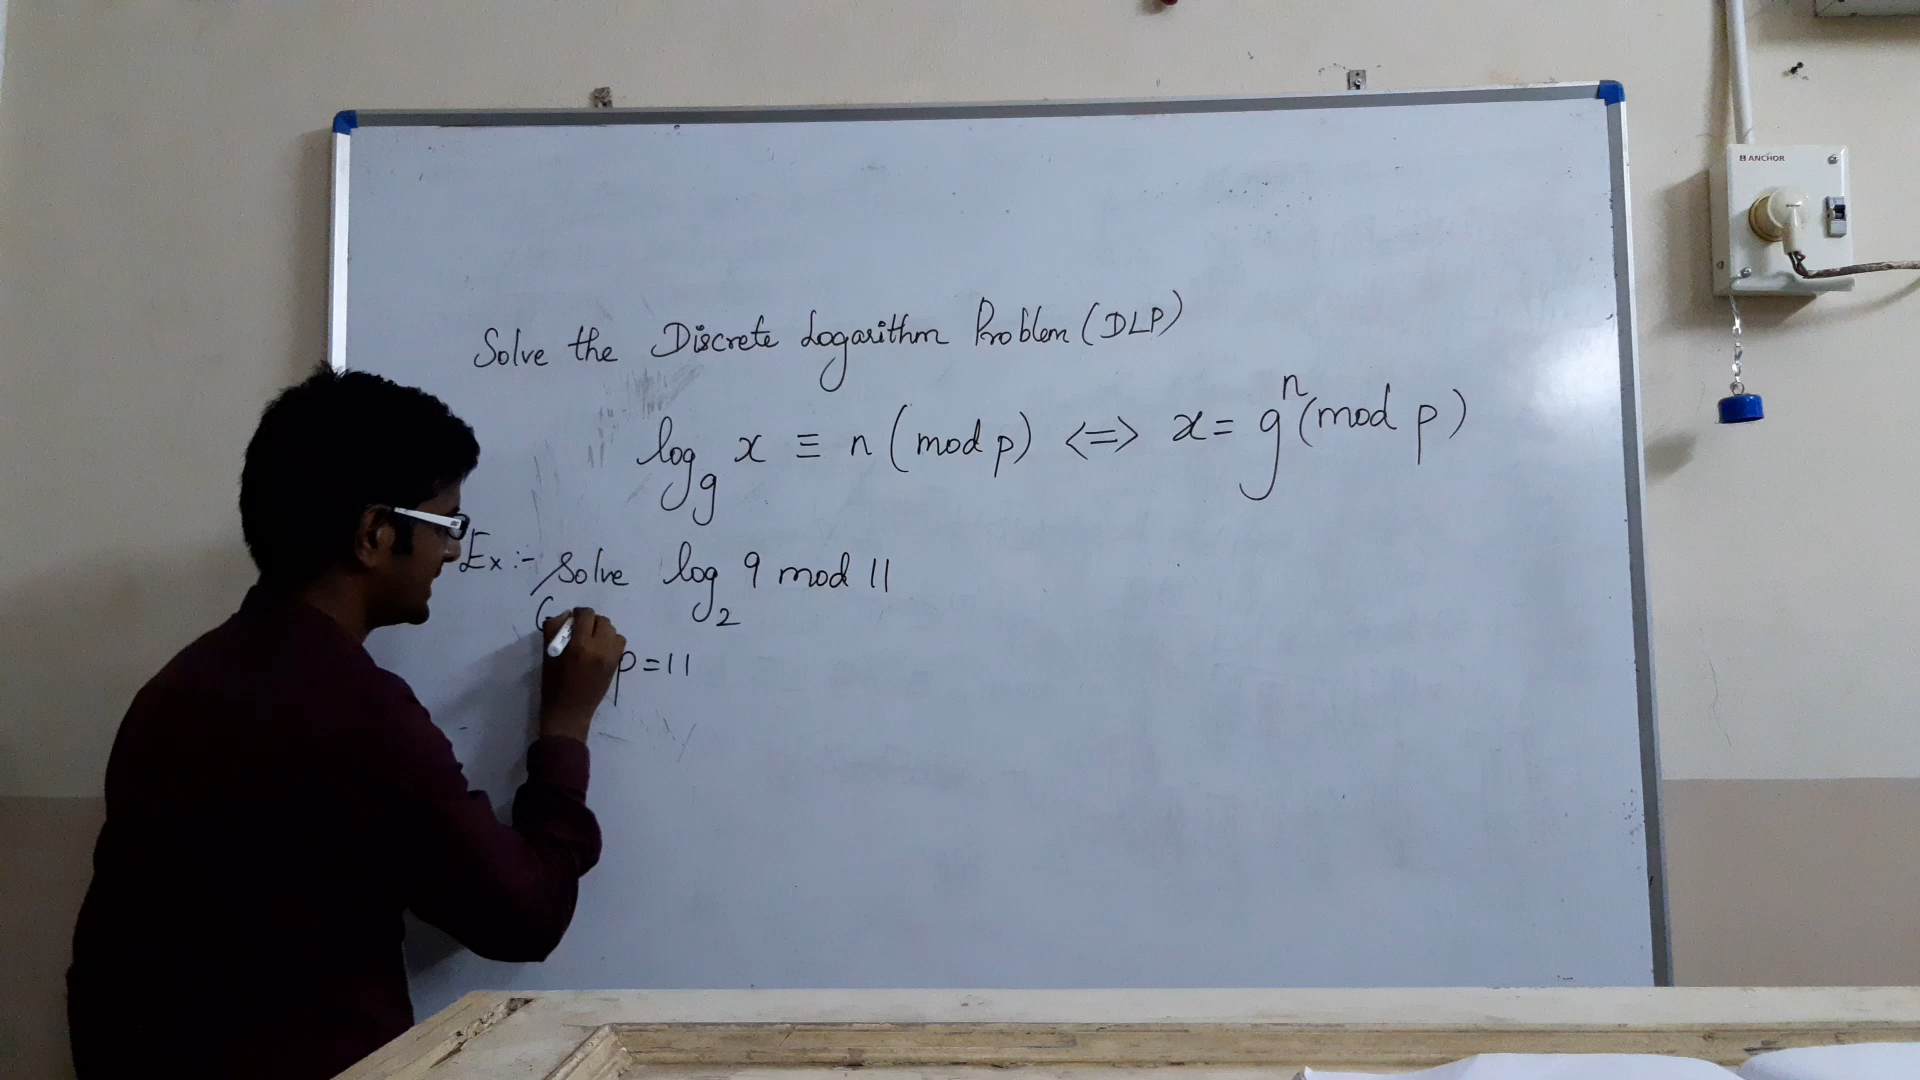 Solve the Discrete Logarithm Problem (DLP)
log_g x ≡ n (mod p) <=> x = g^n (mod p)
Ex :- Solve log_2 9 mod 11
p = 11
ANCHOR